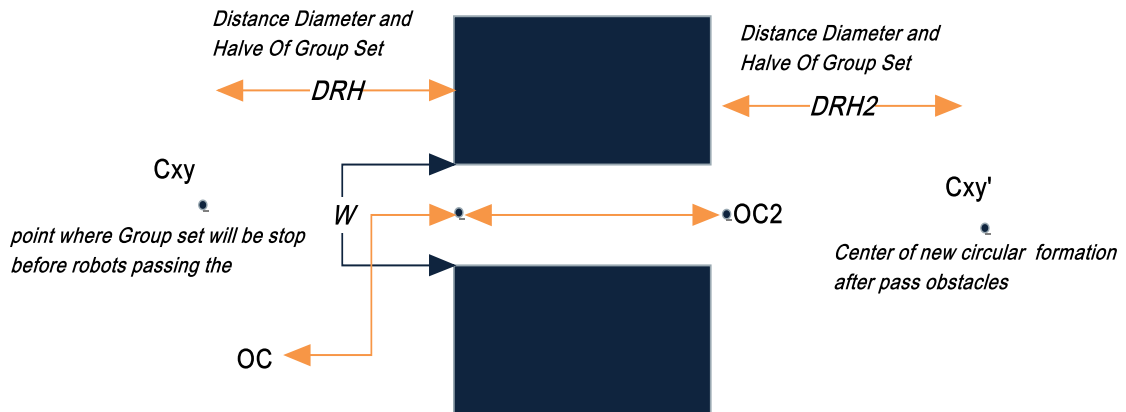 Distance Diameter and
Halve Of Group Set
DRH
Distance Diameter and
Halve Of Group Set
DRH2
Cxy
W
OC2
Cxy'
point where Group set will be stop
before robots passing the
Center of new circular formation
after pass obstacles
OC